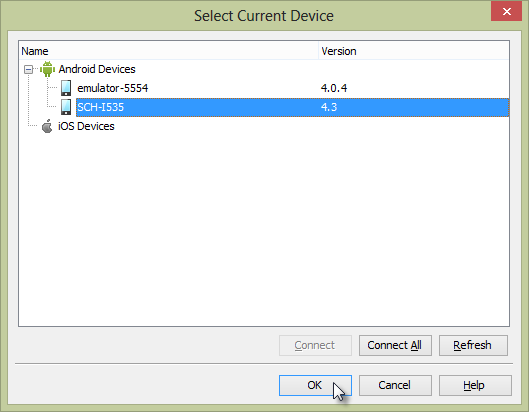 Select Current Device
Name Version
Android Devices
emulator-5554 4.0.4
SCH-I535 4.3
iOS Devices
Connect Connect All Refresh
OK Cancel Help